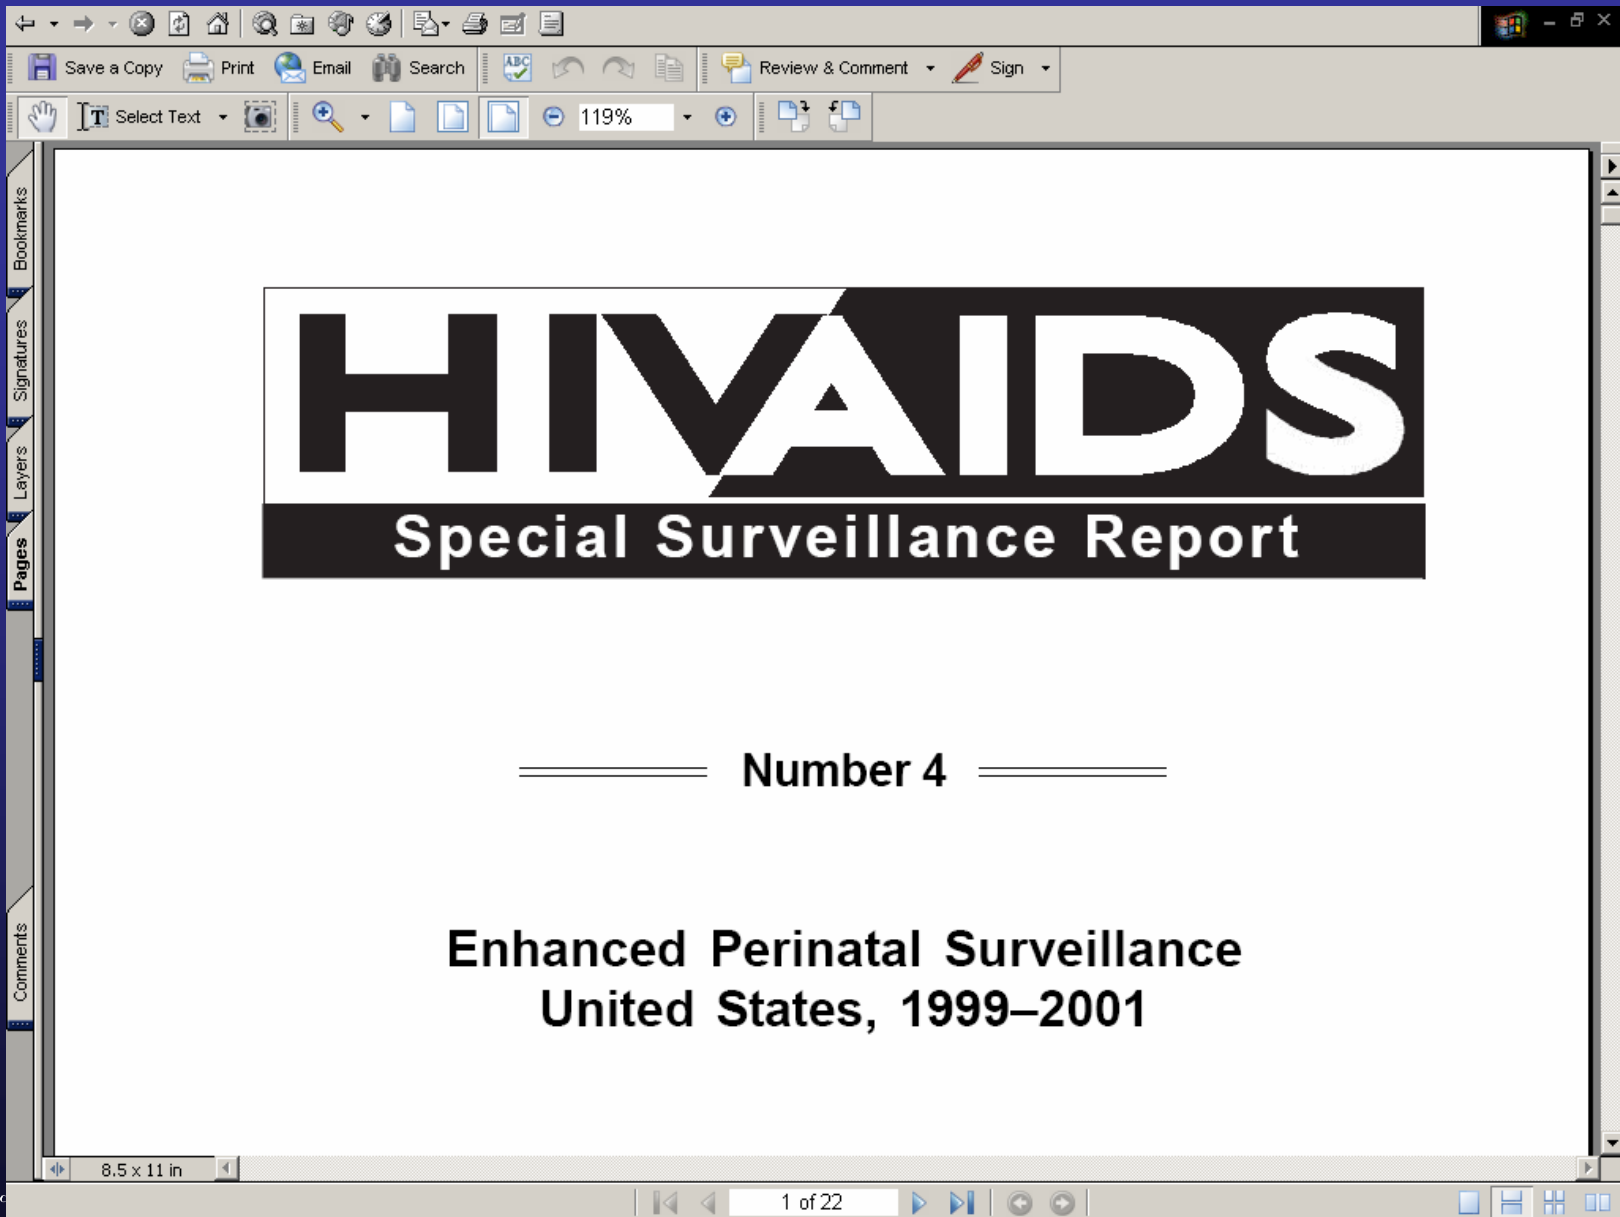 Save a Copy Print Email Search ABC Review & Comment Sign
T Select Text 119%
Bookmarks
Signatures
Layers
Pages
Comments
HIV AIDS
Special Surveillance Report
Number 4
Enhanced Perinatal Surveillance
United States, 1999–2001
8.5 x 11 in
1 of 22